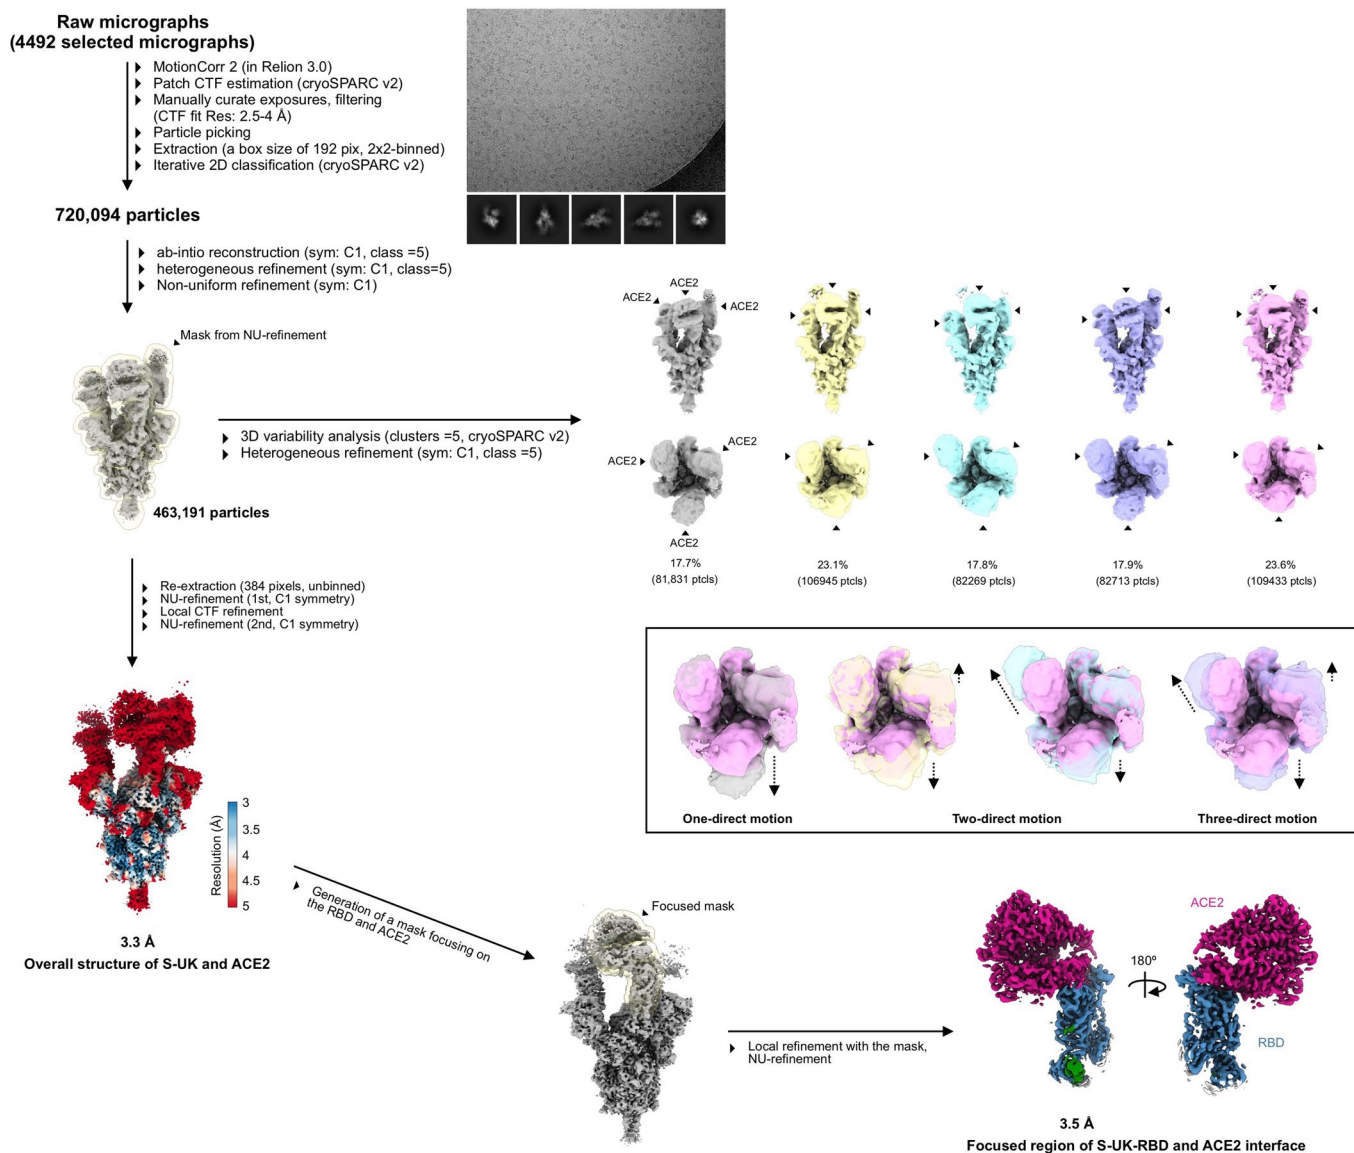 Raw micrographs
(4492 selected micrographs)
MotionCorr 2 (in Relion 3.0)
Patch CTF estimation (cryoSPARC v2)
Manually curate exposures, filtering
(CTF fit Res: 2.5-4 Å)
Particle picking
Extraction (a box size of 192 pix, 2x2-binned)
Iterative 2D classification (cryoSPARC v2)
720,094 particles
ab-intio reconstruction (sym: C1, class =5)
heterogeneous refinement (sym: C1, class=5)
Non-uniform refinement (sym: C1)
Mask from NU-refinement
463,191 particles
3D variability analysis (clusters =5, cryoSPARC v2)
Heterogeneous refinement (sym: C1, class =5)
ACE2
ACE2
ACE2
ACE2
ACE2
ACE2
17.7%
(81,831 ptcls)
23.1%
(106945 ptcls)
17.8%
(82269 ptcls)
17.9%
(82713 ptcls)
23.6%
(109433 ptcls)
Re-extraction (384 pixels, unbinned)
NU-refinement (1st, C1 symmetry)
Local CTF refinement
NU-refinement (2nd, C1 symmetry)
One-direct motion
Two-direct motion
Three-direct motion
Resolution (Å)
3
3.5
4
4.5
5
3.3 Å
Overall structure of S-UK and ACE2
Generation of a mask focusing on
the RBD and ACE2
Focused mask
Local refinement with the mask,
NU-refinement
ACE2
180º
RBD
3.5 Å
Focused region of S-UK-RBD and ACE2 interface